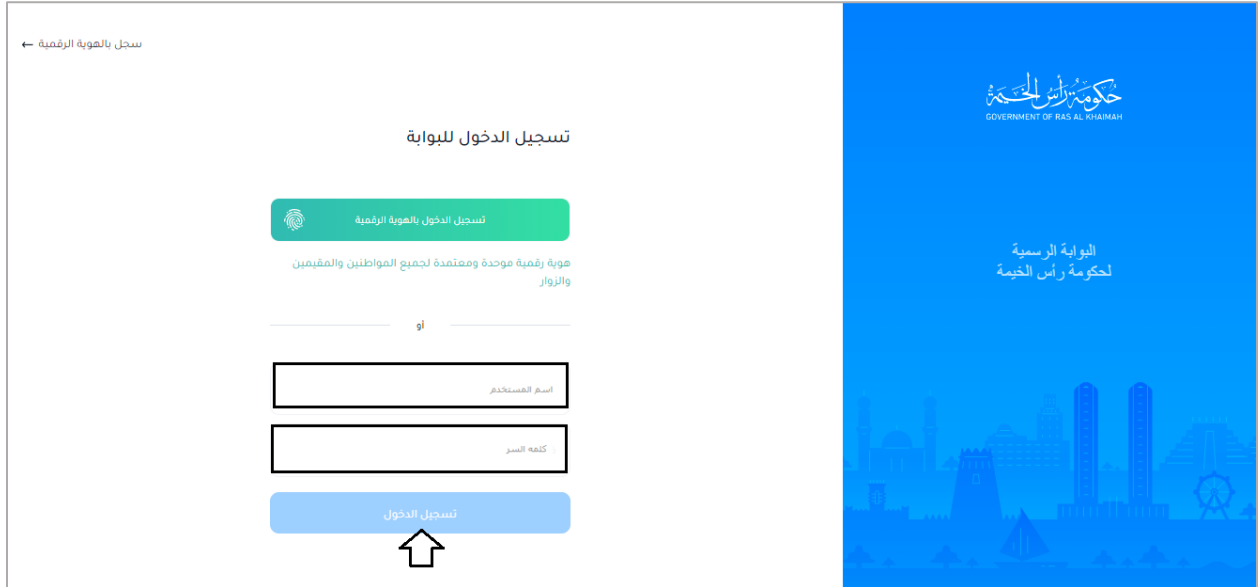 سجل بالهوية الرقمية ←
حكومة رأس الخيمة
GOVERNMENT OF RAS AL KHAIMAH
البوابة الرسمية
لحكومة رأس الخيمة
تسجيل الدخول للبوابة
تسجيل الدخول بالهوية الرقمية
هوية رقمية موحدة ومعتمدة لجميع المواطنين والمقيمين
والزوار
أو
اسم المستخدم
كلمه السر
تسجيل الدخول